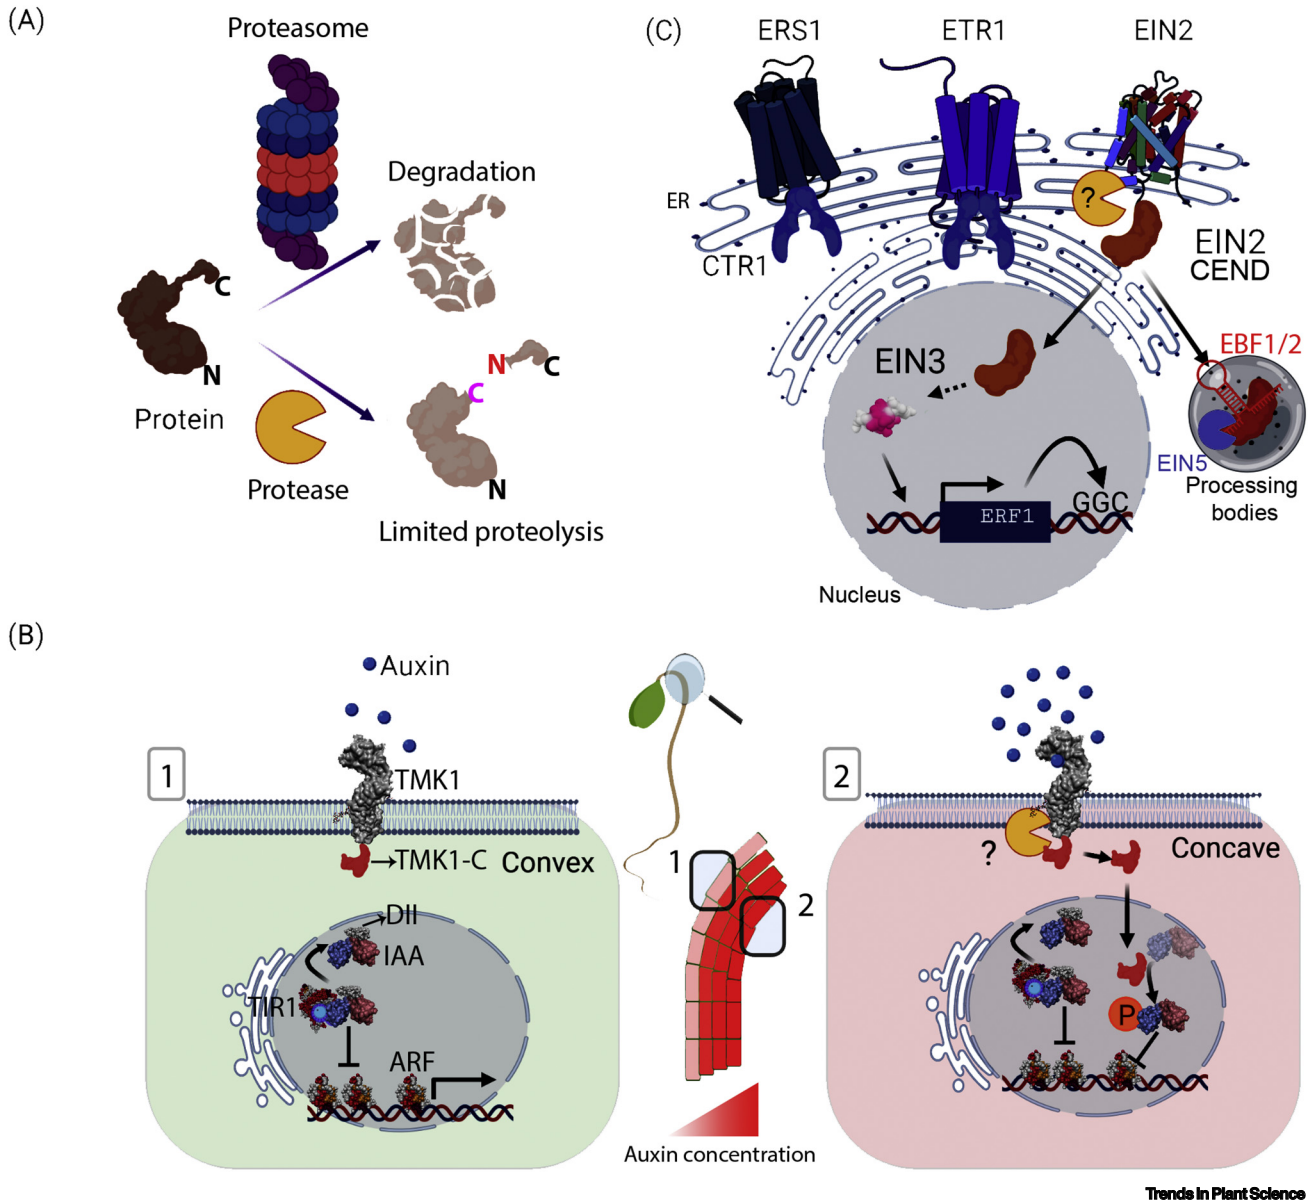 (A)
Proteasome
Degradation
C
N
Protein
N
C
C
Protease
N
Limited proteolysis
(C)
ERS1
ETR1
EIN2
ER
?
CTR1
EIN2
CEND
EIN3
EBF1/2
EIN5
Processing
bodies
ERF1
GGC
Nucleus
(B)
Auxin
1
TMK1
TMK1-C
Convex
DII
IAA
TIR1
ARF
1
2
Auxin concentration
2
?
Concave
P
Trends in Plant Science